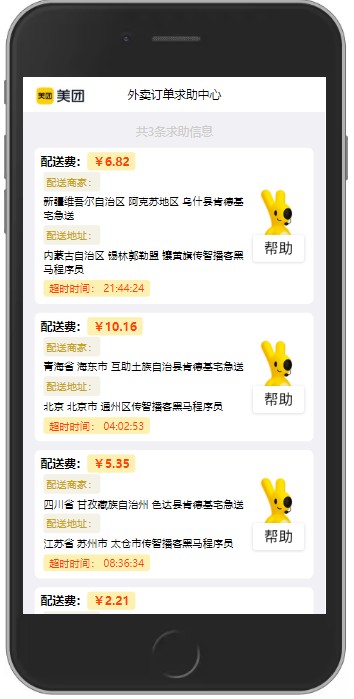 美团 美团 外卖订单求助中心
共3条求助信息
配送费： ￥6.82
配送商家：
新疆维吾尔自治区 阿克苏地区 乌什县肯德基
宅急送
配送地址：
内蒙古自治区 锡林郭勒盟 镶黄旗传智播客黑
马程序员
帮助
超时时间： 21:44:24
配送费： ￥10.16
配送商家：
青海省 海东市 互助土族自治县肯德基宅急送
配送地址：
北京 北京市 通州区传智播客黑马程序员
帮助
超时时间： 04:02:53
配送费： ￥5.35
配送商家：
四川省 甘孜藏族自治州 色达县肯德基宅急送
配送地址：
江苏省 苏州市 太仓市传智播客黑马程序员
帮助
超时时间： 08:36:34
配送费： ￥2.21